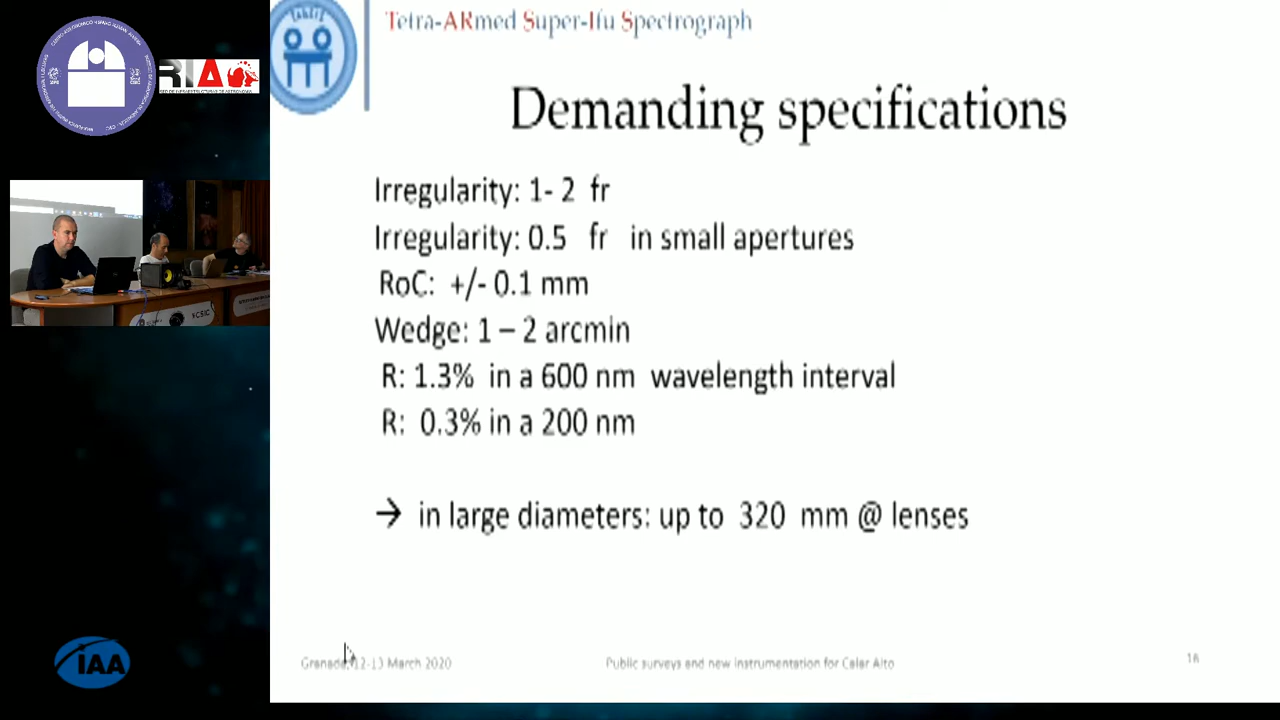 Tetra-ARmed Super-Ifu Spectrograph
RIA
Demanding specifications
Irregularity: 1- 2 fr
Irregularity: 0.5 fr in small apertures
RoC: +/- 0.1 mm
Wedge: 1 – 2 arcmin
R: 1.3% in a 600 nm wavelength interval
R: 0.3% in a 200 nm
→ in large diameters: up to 320 mm @ lenses
Granada, 12-13 March 2020
Public surveys and new instrumentation for Calar Alto
16
CSIC
IAA